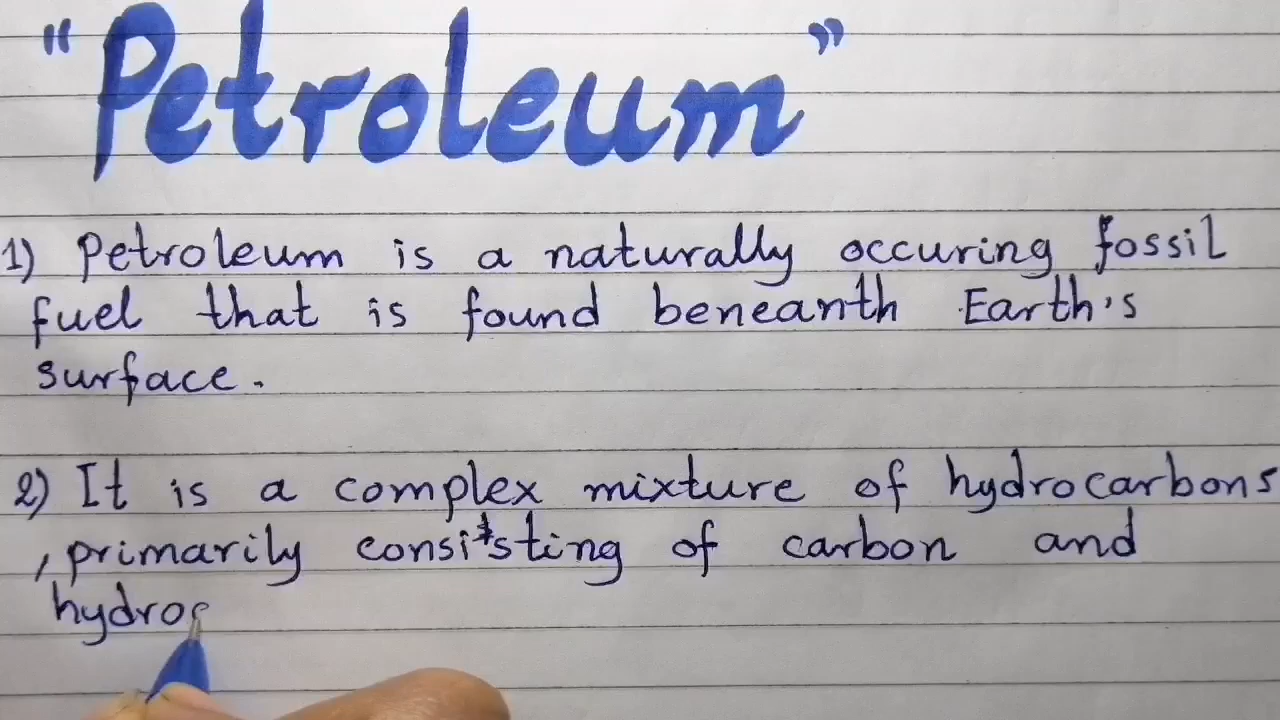 "Petroleum"
1) Petroleum is a naturally occuring fossil
fuel that is found beneanth Earth's
surface.
2) It is a complex mixture of hydrocarbons
, primarily consisting of carbon and
hydrog